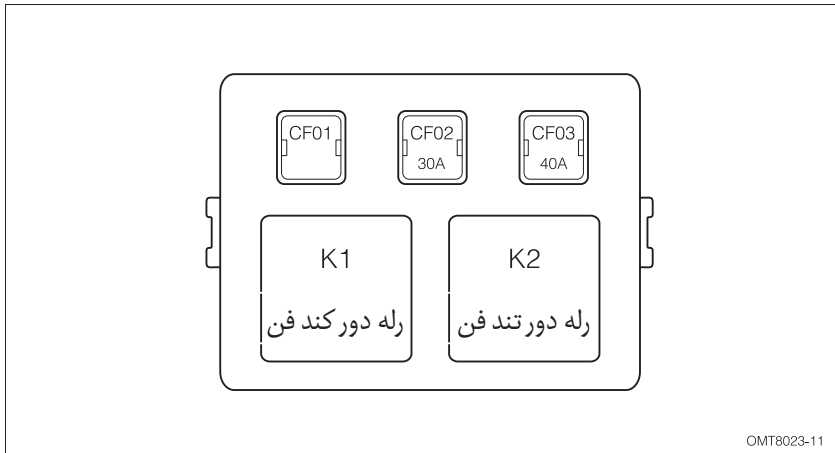 CF01
CF02
30A
CF03
40A
K1
رله دور کند فن
K2
رله دور تند فن
OMT8023-11